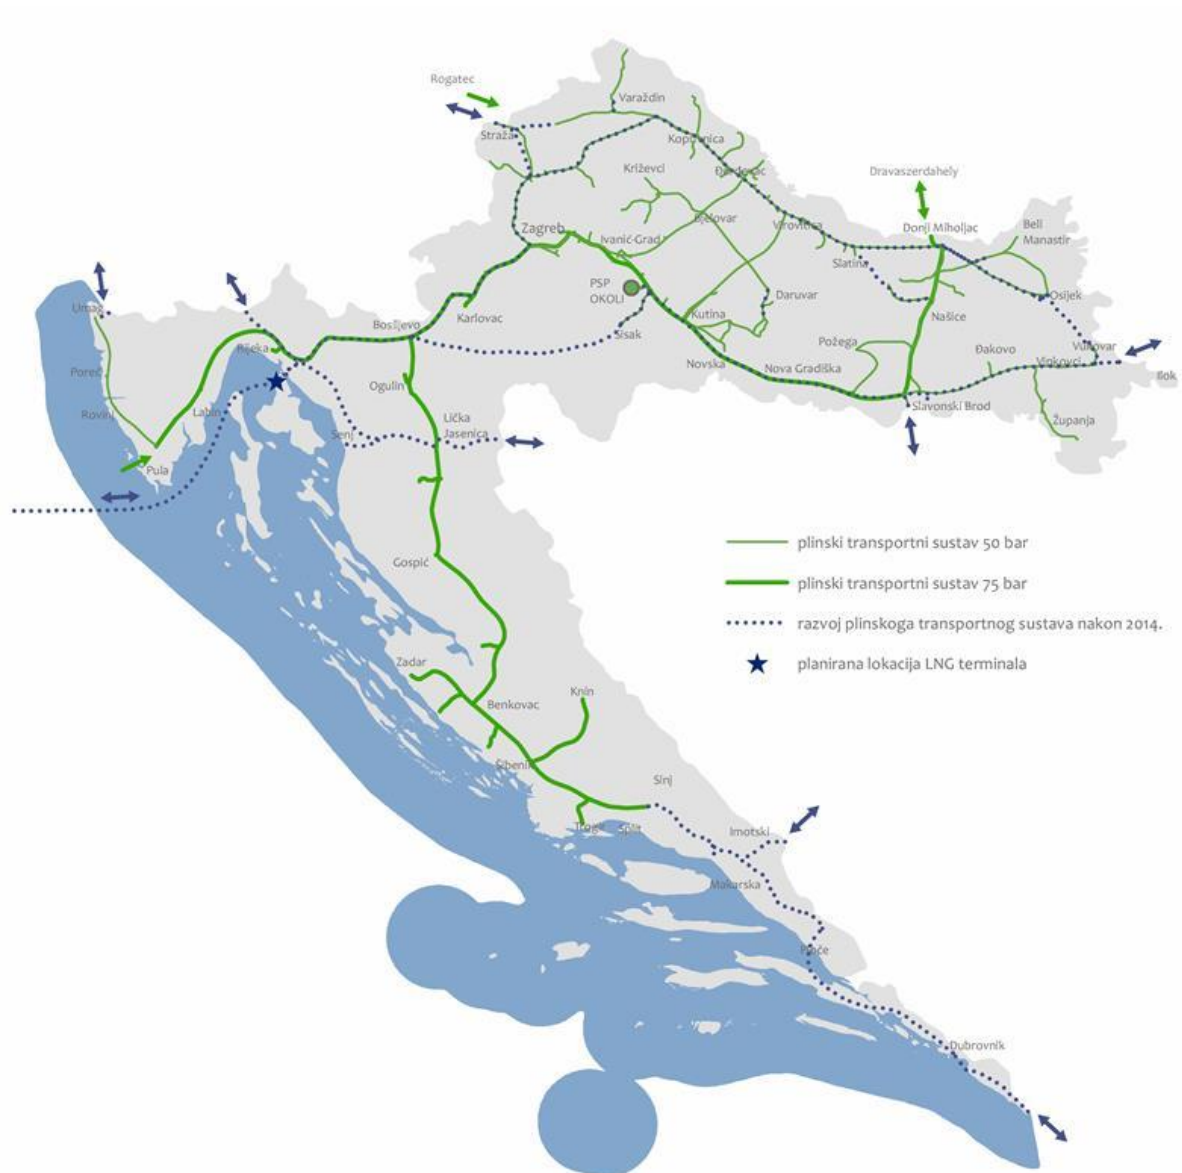 Rogatec
Varaždin
Straža
Koprivnica
Križevci
Đurđevac
Dravaszerdahely
Bjelovar
Virovitica
Zagreb
Ivanić-Grad
Donji Miholjac
Beli
Manastir
Slatina
PSP
OKOLI
Daruvar
Osijek
Umag
Karlovac
Kutina
Našice
Bosiljevo
Sisak
Požega
Vukovar
Rijeka
Novska
Nova Gradiška
Đakovo
Vinkovci
Ilok
Poreč
Ogulin
Rovinj
Labin
Slavonski Brod
Lička
Jasenica
Županja
Senj
Pula
plinski transportni sustav 50 bar
Gospić
plinski transportni sustav 75 bar
razvoj plinskoga transportnog sustava nakon 2014.
planirana lokacija LNG terminala
Zadar
Knin
Benkovac
Šibenik
Sinj
Trogir
Split
Imotski
Makarska
Ploče
Dubrovnik